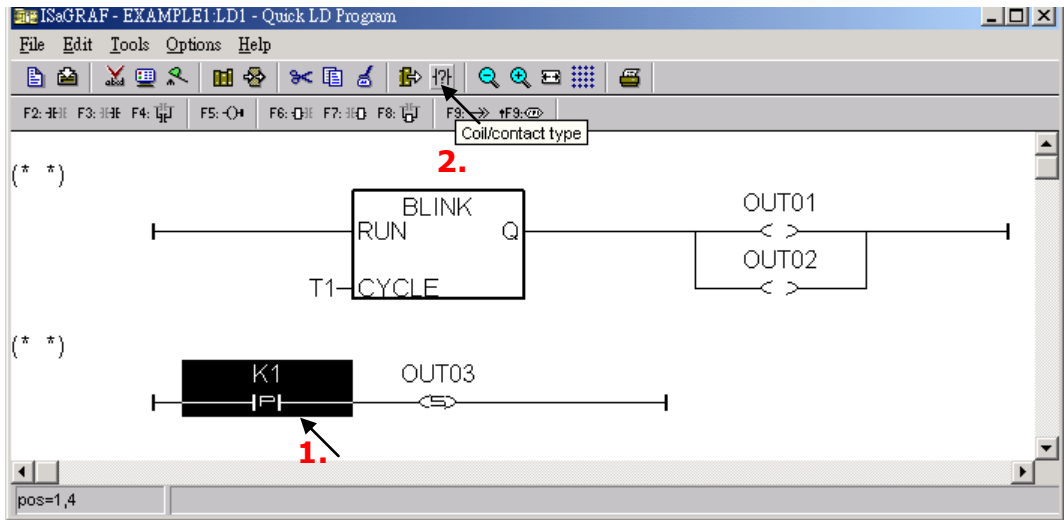 ISaGRAF - EXAMPLE1:LD1 - Quick LD Program
File Edit Tools Options Help
F2: F3: F4: F5: F6: F7: F8: F9: ↑F9:
Coil/contact type
2.
(* *)
BLINK
RUN Q
T1 CYCLE
OUT01
OUT02
(* *)
K1 OUT03
P S
1.
pos=1,4